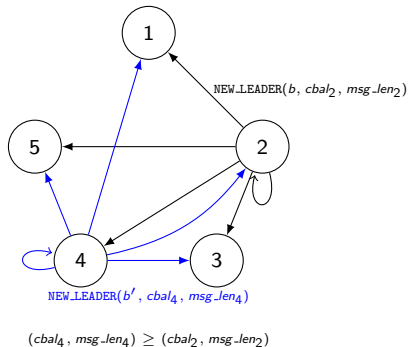 1
NEW_LEADER(b, cbal₂, msg_len₂)
5
2
4
3
NEW_LEADER(b′, cbal₄, msg_len₄)
(cbal₄, msg_len₄) ≥ (cbal₂, msg_len₂)